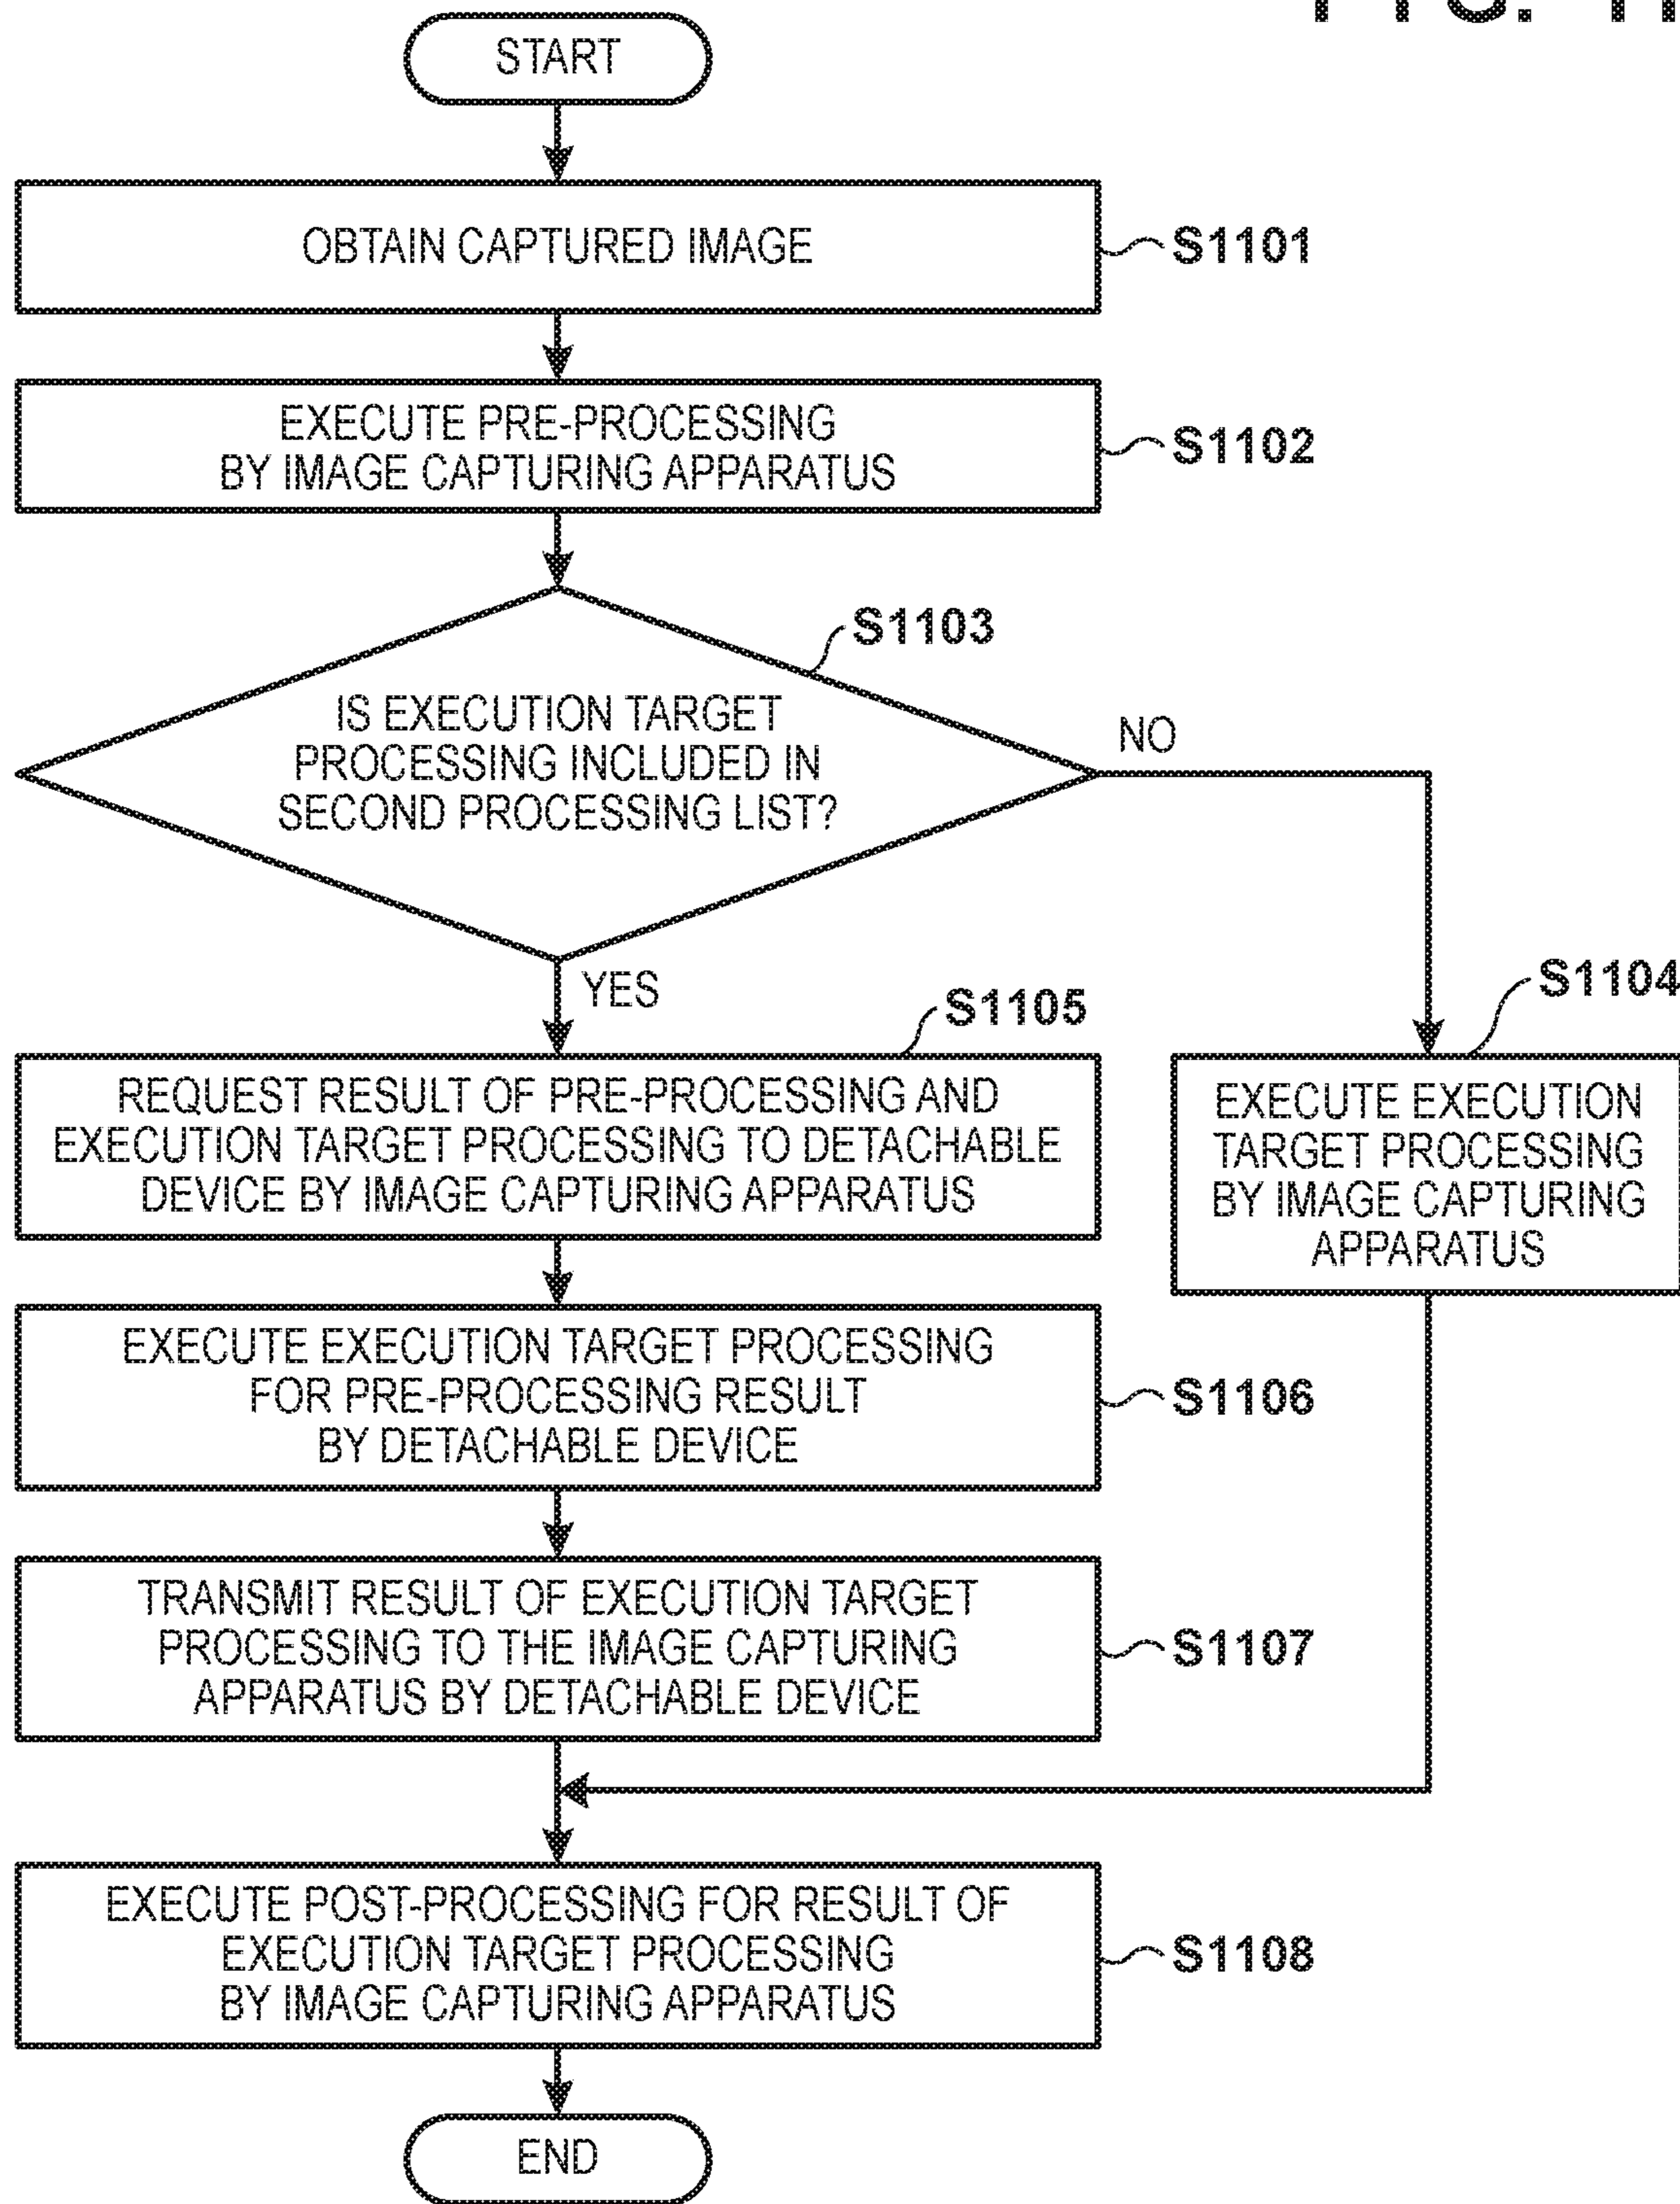 FIG. 11
START
OBTAIN CAPTURED IMAGE
S1101
EXECUTE PRE-PROCESSING
BY IMAGE CAPTURING APPARATUS
S1102
S1103
IS EXECUTION TARGET
PROCESSING INCLUDED IN
SECOND PROCESSING LIST?
NO
YES
S1105
S1104
REQUEST RESULT OF PRE-PROCESSING AND
EXECUTION TARGET PROCESSING TO DETACHABLE
DEVICE BY IMAGE CAPTURING APPARATUS
EXECUTE EXECUTION
TARGET PROCESSING
BY IMAGE CAPTURING
APPARATUS
EXECUTE EXECUTION TARGET PROCESSING
FOR PRE-PROCESSING RESULT
BY DETACHABLE DEVICE
S1106
TRANSMIT RESULT OF EXECUTION TARGET
PROCESSING TO THE IMAGE CAPTURING
APPARATUS BY DETACHABLE DEVICE
S1107
EXECUTE POST-PROCESSING FOR RESULT OF
EXECUTION TARGET PROCESSING
BY IMAGE CAPTURING APPARATUS
S1108
END